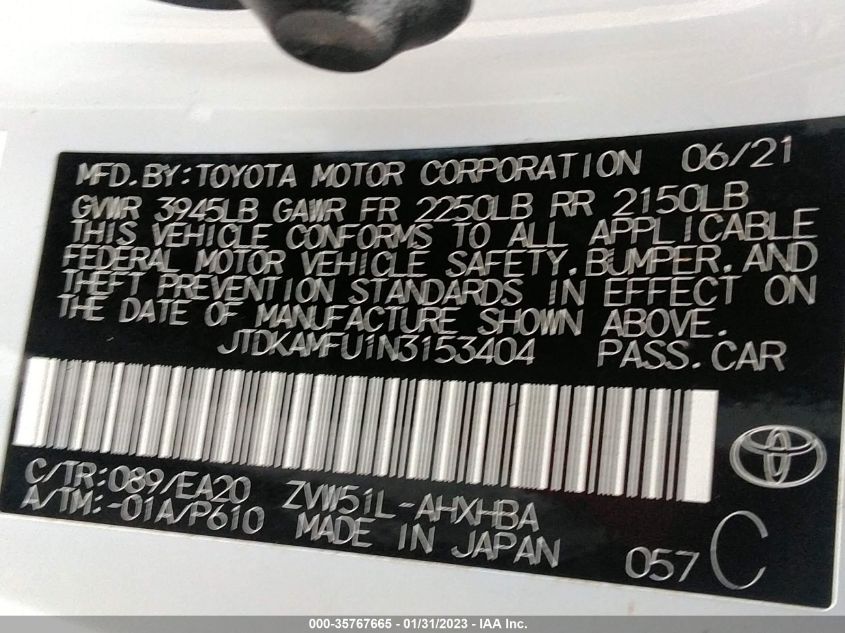 MFD. BY: TOYOTA MOTOR CORPORATION 06/21
GVWR 3945LB GAWR FR 2250LB RR 2150LB
THIS VEHICLE CONFORMS TO ALL APPLICABLE
FEDERAL MOTOR VEHICLE SAFETY, BUMPER, AND
THEFT PREVENTION STANDARDS IN EFFECT ON
THE DATE OF MANUFACTURE SHOWN ABOVE.
JTDKAMFU1N3153404 PASS. CAR
C/TR: 089/EA20 ZVW51L-AHXHBA
A/TM: -01A/P610 MADE IN JAPAN
057 C
000-35767665 - 01/31/2023 - IAA Inc.